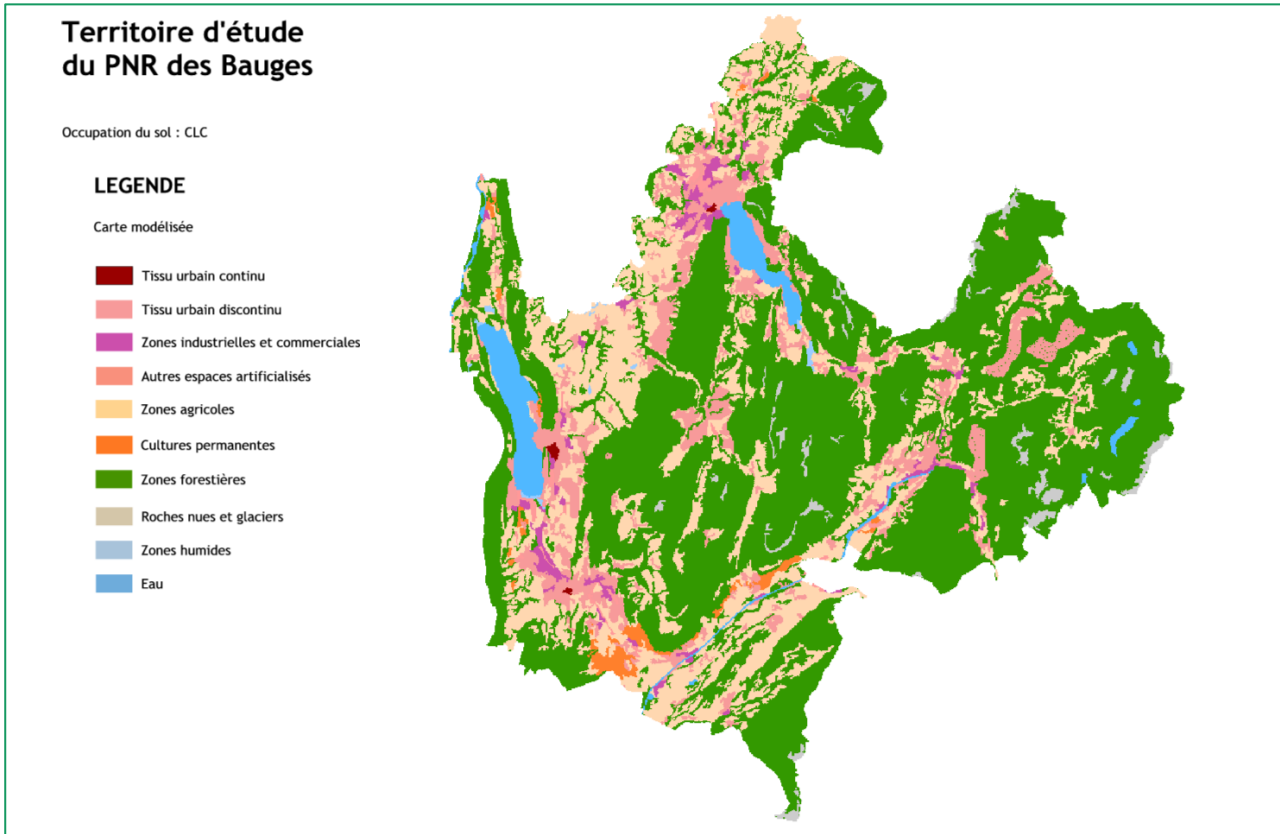 Territoire d'étude
du PNR des Bauges
Occupation du sol : CLC
LEGENDE
Carte modélisée
Tissu urbain continu
Tissu urbain discontinu
Zones industrielles et commerciales
Autres espaces artificialisés
Zones agricoles
Cultures permanentes
Zones forestières
Roches nues et glaciers
Zones humides
Eau